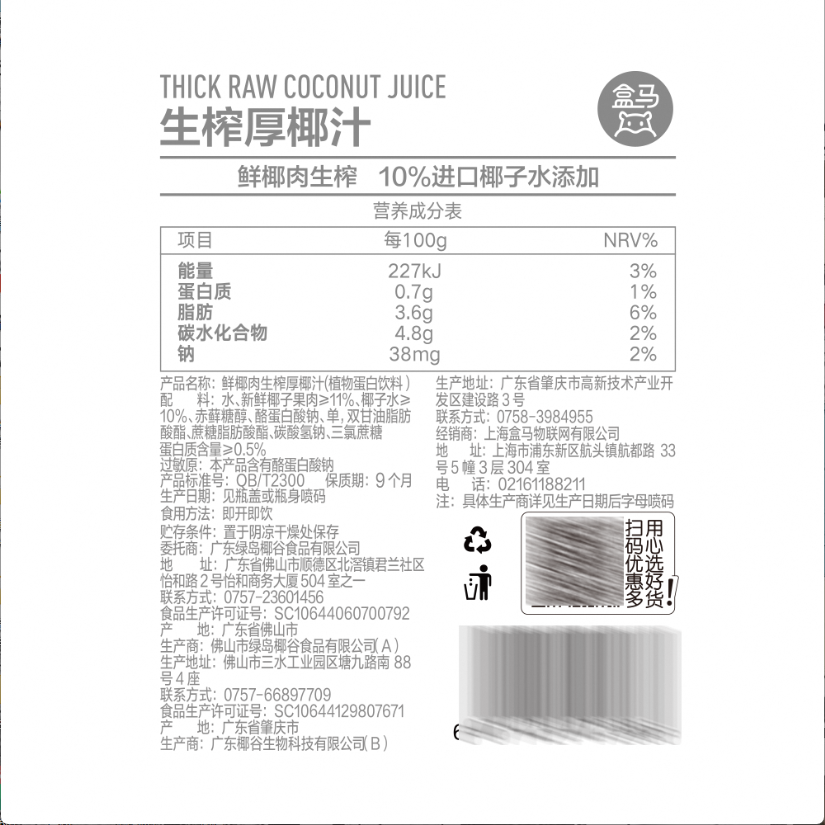 THICK RAW COCONUT JUICE
生榨厚椰汁
盒马
鲜椰肉生榨 10%进口椰子水添加
营养成分表
项目 每100g NRV%
能量 227kJ 3%
蛋白质 0.7g 1%
脂肪 3.6g 6%
碳水化合物 4.8g 2%
钠 38mg 2%
产品名称：鲜椰肉生榨厚椰汁(植物蛋白饮料)
配 料：水、新鲜椰子果肉≥11%、椰子水≥
10%、赤藓糖醇、酪蛋白酸钠、单，双甘油脂肪
酸酯、蔗糖脂肪酸酯、碳酸氢钠、三氯蔗糖
蛋白质含量≥0.5%
过敏原：本产品含有酪蛋白酸钠
产品标准号：QB/T2300 保质期：9个月
生产日期：见瓶盖或瓶身喷码
食用方法：即开即饮
贮存条件：置于阴凉干燥处保存
委托商：广东绿岛椰谷食品有限公司
地 址：广东省佛山市顺德区北滘镇君兰社区
怡和路2号怡和商务大厦504室之一
联系方式：0757-23601456
食品生产许可证号：SC10644060700792
产 地：广东省佛山市
生产商：佛山市绿岛椰谷食品有限公司(A)
生产地址：佛山市三水工业园区塘九路南 88
号4座
联系方式：0757-66897709
食品生产许可证号：SC10644129807671
产 地：广东省肇庆市
生产商：广东椰谷生物科技有限公司(B)
生产地址：广东省肇庆市高新技术产业开
发区建设路3号
联系方式：0758-3984955
经销商：上海盒马物联网有限公司
地 址：上海市浦东新区航头镇航都路 33
号5幢3层304室
电 话：02161188211
注：具体生产商详见生产日期后字母喷码
用心选好货!
扫码优惠多
6